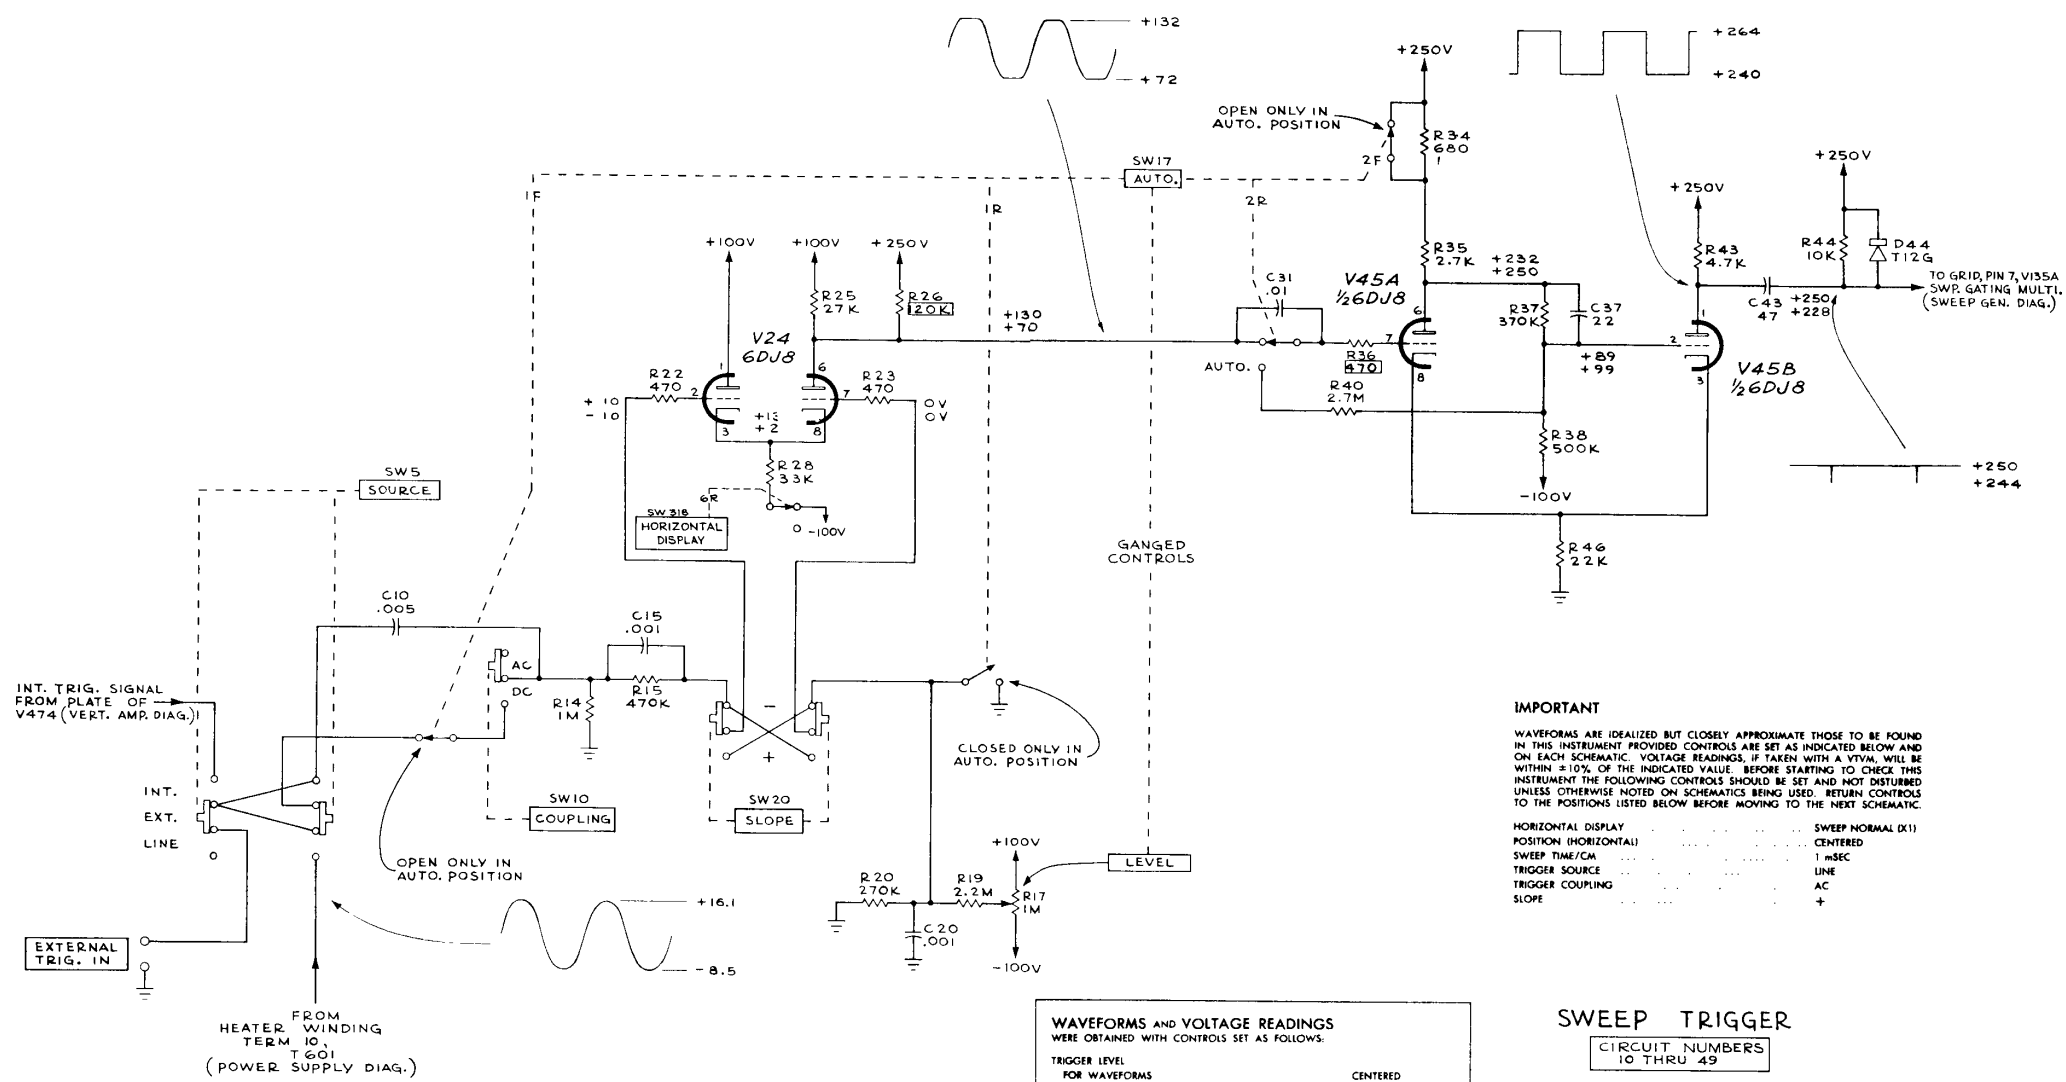 +132
+72
+264
+240
+250V
OPEN ONLY IN
AUTO. POSITION
R34
680
2F
SW17
AUTO.
1F
1R
2R
+250V
+250V
R44
10K
D44
T12G
R43
4.7K
TO GRID, PIN 7, V135A
SWP. GATING MULTI.
(SWEEP GEN. DIAG.)
C43
47
+250
+228
+100V
+100V
+250V
R25
27K
R26
120K
R35
2.7K
+232
+250
C31
.01
V45A
½6DJ8
6
7
8
R37
370K
C37
22
1
2
3
V45B
½6DJ8
+130
+70
R36
470
+89
+99
AUTO.
R40
2.7M
R38
500K
-100V
V24
6DJ8
1
6
R22
470
2
R23
470
7
+10
-10
+13
+2
0V
0V
3
8
R28
33K
6R
SW318
HORIZONTAL
DISPLAY
-100V
+250
+244
R46
22K
SW5
SOURCE
GANGED
CONTROLS
C10
.005
C15
.001
AC
DC
R14
1M
R15
470K
INT. TRIG. SIGNAL
FROM PLATE OF
V474 (VERT. AMP. DIAG.)
-
+
CLOSED ONLY IN
AUTO. POSITION
INT.
EXT.
LINE
SW10
COUPLING
SW20
SLOPE
OPEN ONLY IN
AUTO. POSITION
+100V
LEVEL
R20
270K
R19
2.2M
R17
1M
C20
.001
-100V
+16.1
-8.5
EXTERNAL
TRIG. IN
FROM
HEATER WINDING
TERM 10,
T601
(POWER SUPPLY DIAG.)
IMPORTANT
WAVEFORMS ARE IDEALIZED BUT CLOSELY APPROXIMATE THOSE TO BE FOUND
IN THIS INSTRUMENT PROVIDED CONTROLS ARE SET AS INDICATED BELOW AND
ON EACH SCHEMATIC. VOLTAGE READINGS, IF TAKEN WITH A VTVM, WILL BE
WITHIN ±10% OF THE INDICATED VALUE. BEFORE STARTING TO CHECK THIS
INSTRUMENT THE FOLLOWING CONTROLS SHOULD BE SET AND NOT DISTURBED
UNLESS OTHERWISE NOTED ON SCHEMATICS BEING USED. RETURN CONTROLS
TO THE POSITIONS LISTED BELOW BEFORE MOVING TO THE NEXT SCHEMATIC.
HORIZONTAL DISPLAY SWEEP NORMAL (X1)
POSITION (HORIZONTAL) CENTERED
SWEEP TIME/CM 1 mSEC
TRIGGER SOURCE LINE
TRIGGER COUPLING AC
SLOPE +
WAVEFORMS AND VOLTAGE READINGS
WERE OBTAINED WITH CONTROLS SET AS FOLLOWS:
TRIGGER LEVEL
FOR WAVEFORMS CENTERED
SWEEP TRIGGER
CIRCUIT NUMBERS
10 THRU 49